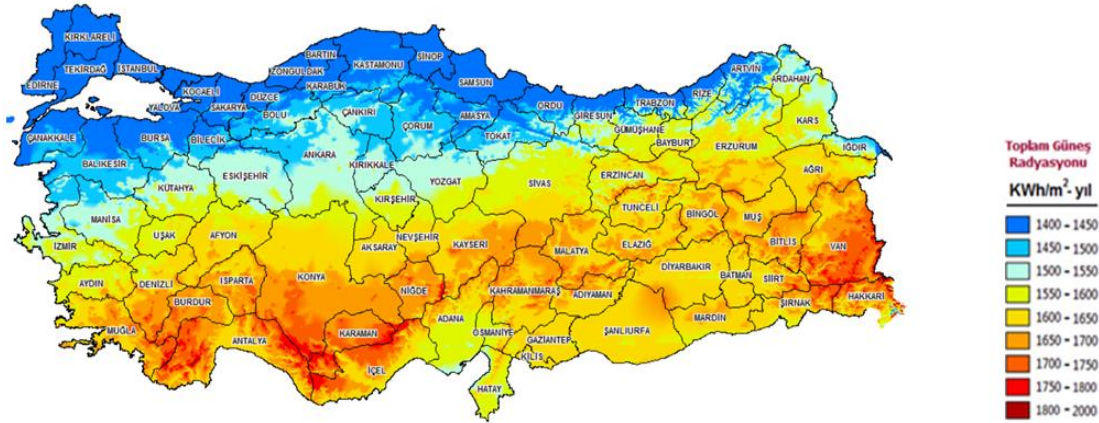 KIRKLARELİ
TEKİRDAĞ
İSTANBUL
EDİRNE
KOCAELİ
YALOVA
SAKARYA
DÜZCE
ZONGULDAK
BARTIN
KARABÜK
KASTAMONU
SİNOP
SAMSUN
ORDU
GİRESUN
TRABZON
RİZE
ARTVİN
ARDAHAN
ÇANAKKALE
BURSA
BİLECİK
BOLU
ÇANKIRI
ÇORUM
AMASYA
TOKAT
GÜMÜŞHANE
BAYBURT
ERZURUM
KARS
IĞDIR
BALIKESİR
KÜTAHYA
ESKİŞEHİR
ANKARA
KIRIKKALE
YOZGAT
SİVAS
ERZİNCAN
AĞRI
MANİSA
UŞAK
AFYON
KIRŞEHİR
NEVŞEHİR
AKSARAY
KAYSERİ
MALATYA
TUNCELİ
ELAZIĞ
BİNGÖL
MUŞ
BİTLİS
VAN
İZMİR
AYDIN
DENİZLİ
ISPARTA
BURDUR
KONYA
NİĞDE
KAHRAMANMARAŞ
ADIYAMAN
DİYARBAKIR
BATMAN
SİİRT
ŞIRNAK
HAKKARİ
MUĞLA
ANTALYA
KARAMAN
İÇEL
ADANA
OSMANİYE
GAZİANTEP
KİLİS
ŞANLIURFA
MARDİN
HATAY
Toplam Güneş
Radyasyonu
KWh/m²- yıl
1400 - 1450
1450 - 1500
1500 - 1550
1550 - 1600
1600 - 1650
1650 - 1700
1700 - 1750
1750 - 1800
1800 - 2000